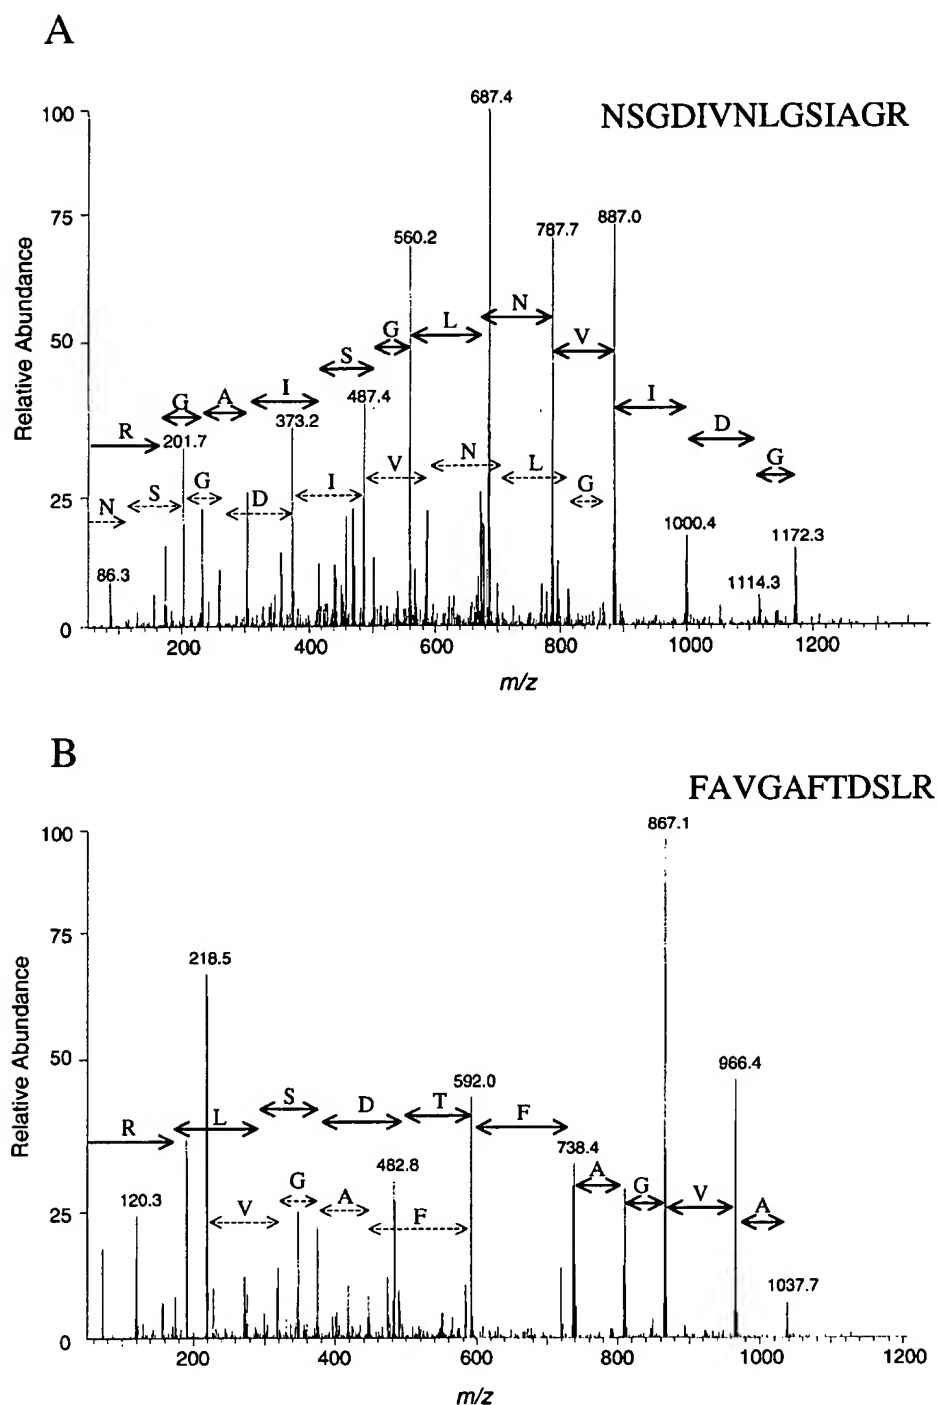 A
NSGDIVNLGSIAGR
Relative Abundance
100
75
50
25
0
687.4
887.0
787.7
560.2
N
L
G
V
S
I
487.4
A
G
373.2
I
R
201.7
D
N
V
G
L
I
G
S
D
N
G
86.3
1000.4
1172.3
1114.3
200 400 600 800 1000 1200
m/z
B
FAVGAFTDSLR
Relative Abundance
100
75
50
25
0
867.1
218.5
966.4
592.0
S
D
T
F
L
R
738.4
482.8
A
G
V
A
120.3
G
A
F
V
1037.7
200 400 600 800 1000 1200
m/z